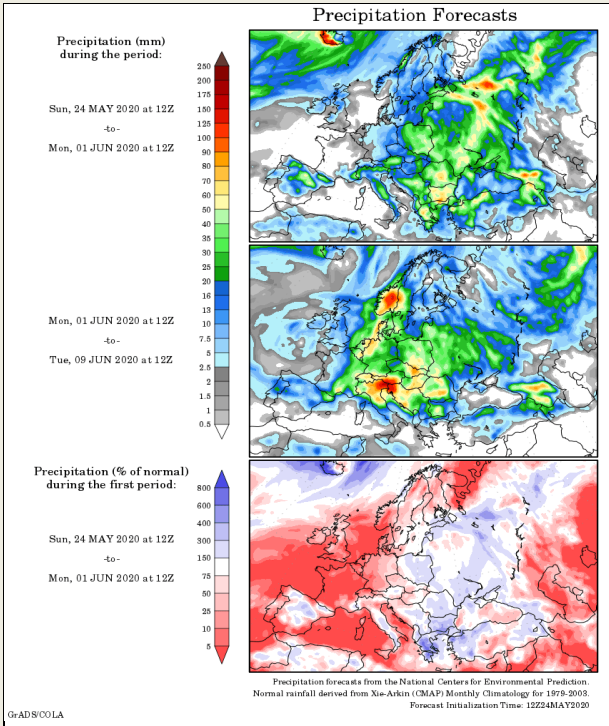 Precipitation Forecasts
Precipitation (mm)
during the period:
Sun, 24 MAY 2020 at 12Z
-to-
Mon, 01 JUN 2020 at 12Z
250
200
175
150
125
100
90
80
70
60
50
40
35
30
25
20
16
13
10
7.5
5
2.5
2
1.5
1
0.5
Mon, 01 JUN 2020 at 12Z
-to-
Tue, 09 JUN 2020 at 12Z
Precipitation (% of normal)
during the first period:
Sun, 24 MAY 2020 at 12Z
-to-
Mon, 01 JUN 2020 at 12Z
800
600
400
300
150
75
50
25
10
5
Precipitation forecasts from the National Centers for Environmental Prediction.
Normal rainfall derived from Xie-Arkin (CMAP) Monthly Climatology for 1979-2003.
Forecast Initialization Time: 12Z24MAY2020
GrADS/COLA